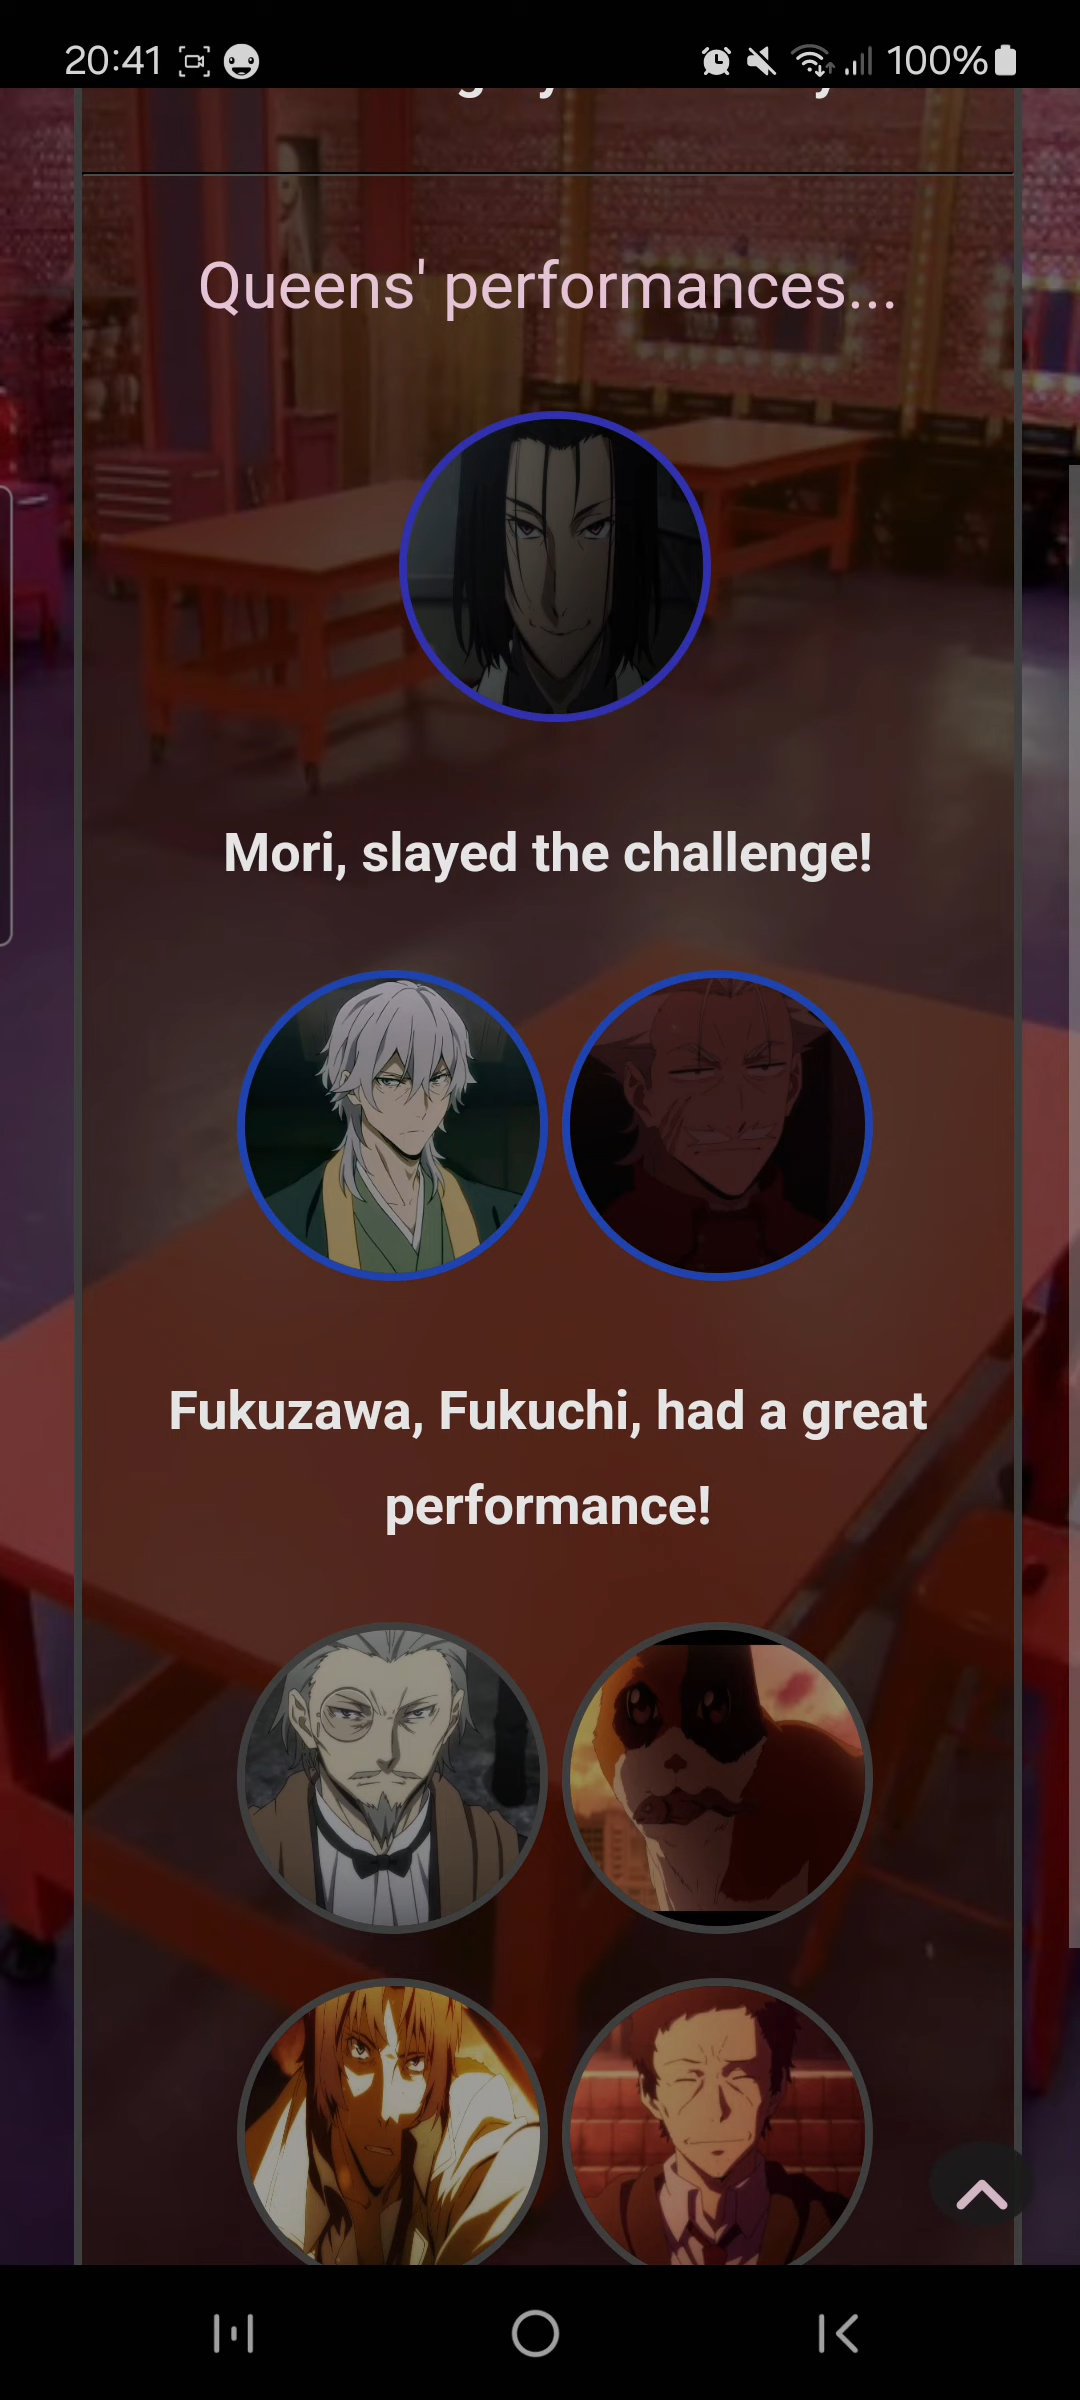 20:41
100%
Queens' performances...
Mori, slayed the challenge!
Fukuzawa, Fukuchi, had a great
performance!